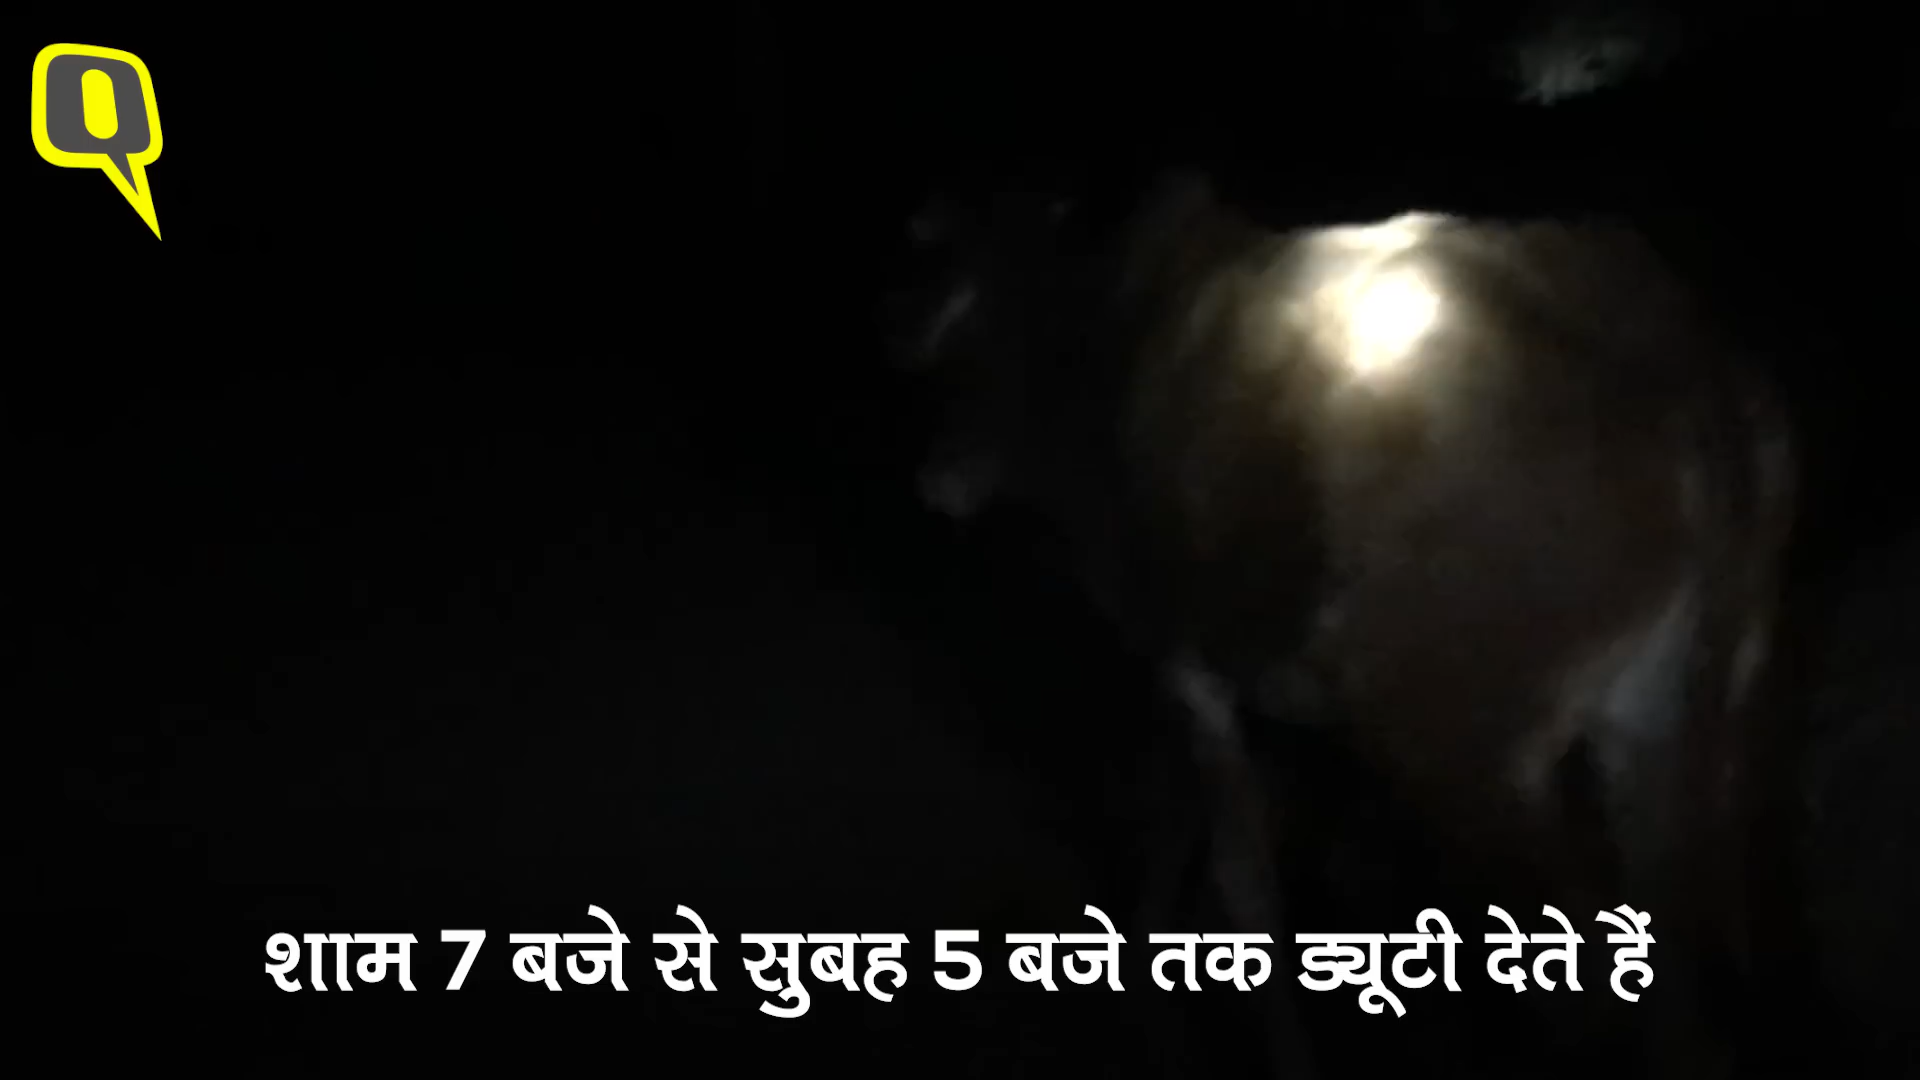 शाम 7 बजे से सुबह 5 बजे तक ड्यूटी देते हैं